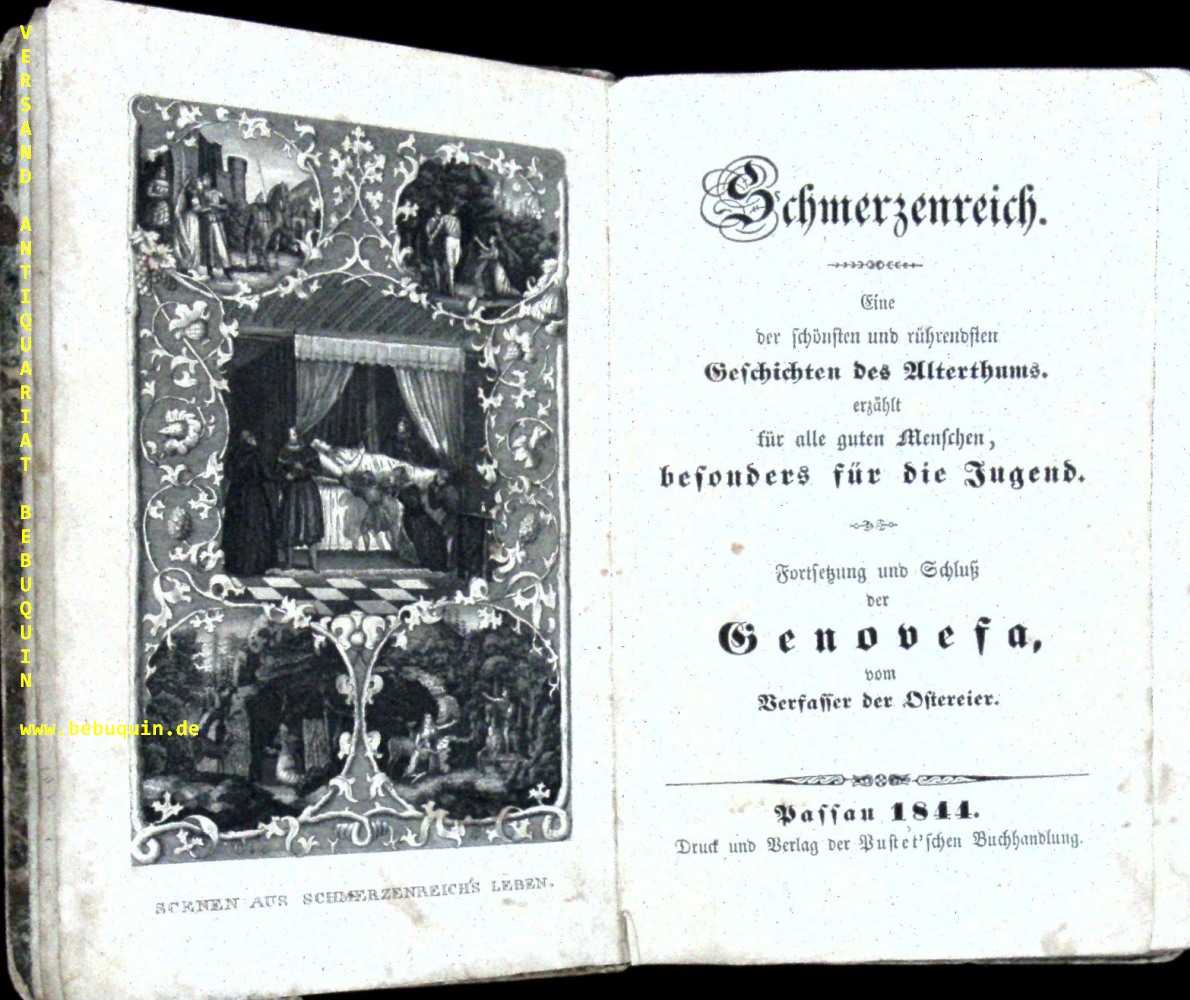 VERSAND ANTIQUARIAT BEBUQUIN
www.bebuquin.de
SCENEN AUS SCHMERZENREICH'S LEBEN.
Schmerzenreich.
Eine
der schönsten und rührendsten
Geschichten des Alterthums.
erzählt
für alle guten Menschen,
besonders für die Jugend.
Fortsetzung und Schluß
der
Genovefa,
vom
Verfasser der Ostereier.
Passau 1844.
Druck und Verlag der Pustet'schen Buchhandlung.